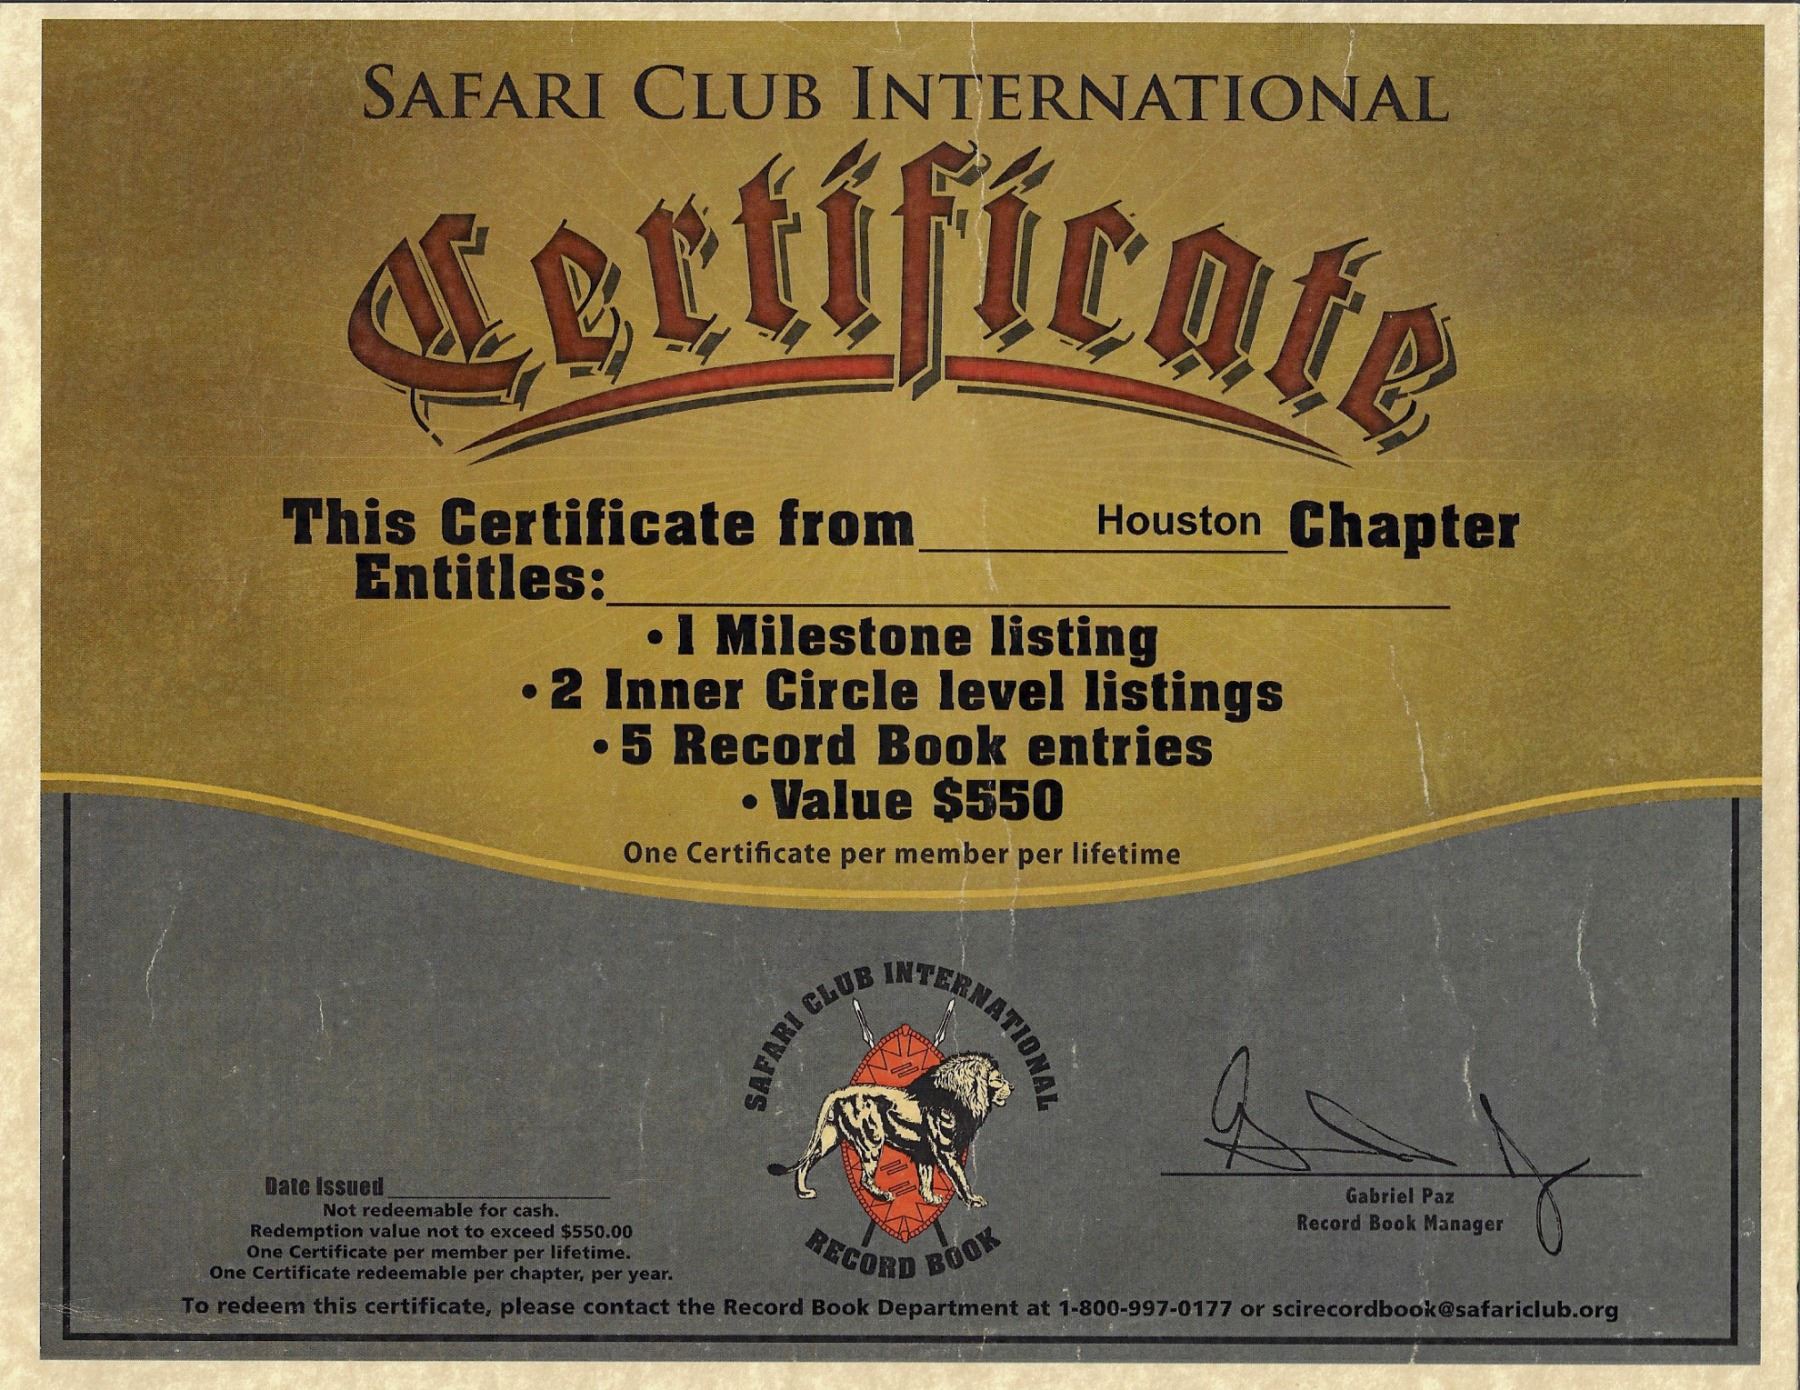 SAFARI CLUB INTERNATIONAL
Certificate
This Certificate from Houston Chapter
Entitles:
• 1 Milestone listing
• 2 Inner Circle level listings
• 5 Record Book entries
• Value $550
One Certificate per member per lifetime
SAFARI CLUB INTERNATIONAL
RECORD BOOK
Gabriel Paz
Record Book Manager
Date Issued
Not redeemable for cash.
Redemption value not to exceed $550.00
One Certificate per member per lifetime.
One Certificate redeemable per chapter, per year.
To redeem this certificate, please contact the Record Book Department at 1-800-997-0177 or scirecordbook@safariclub.org